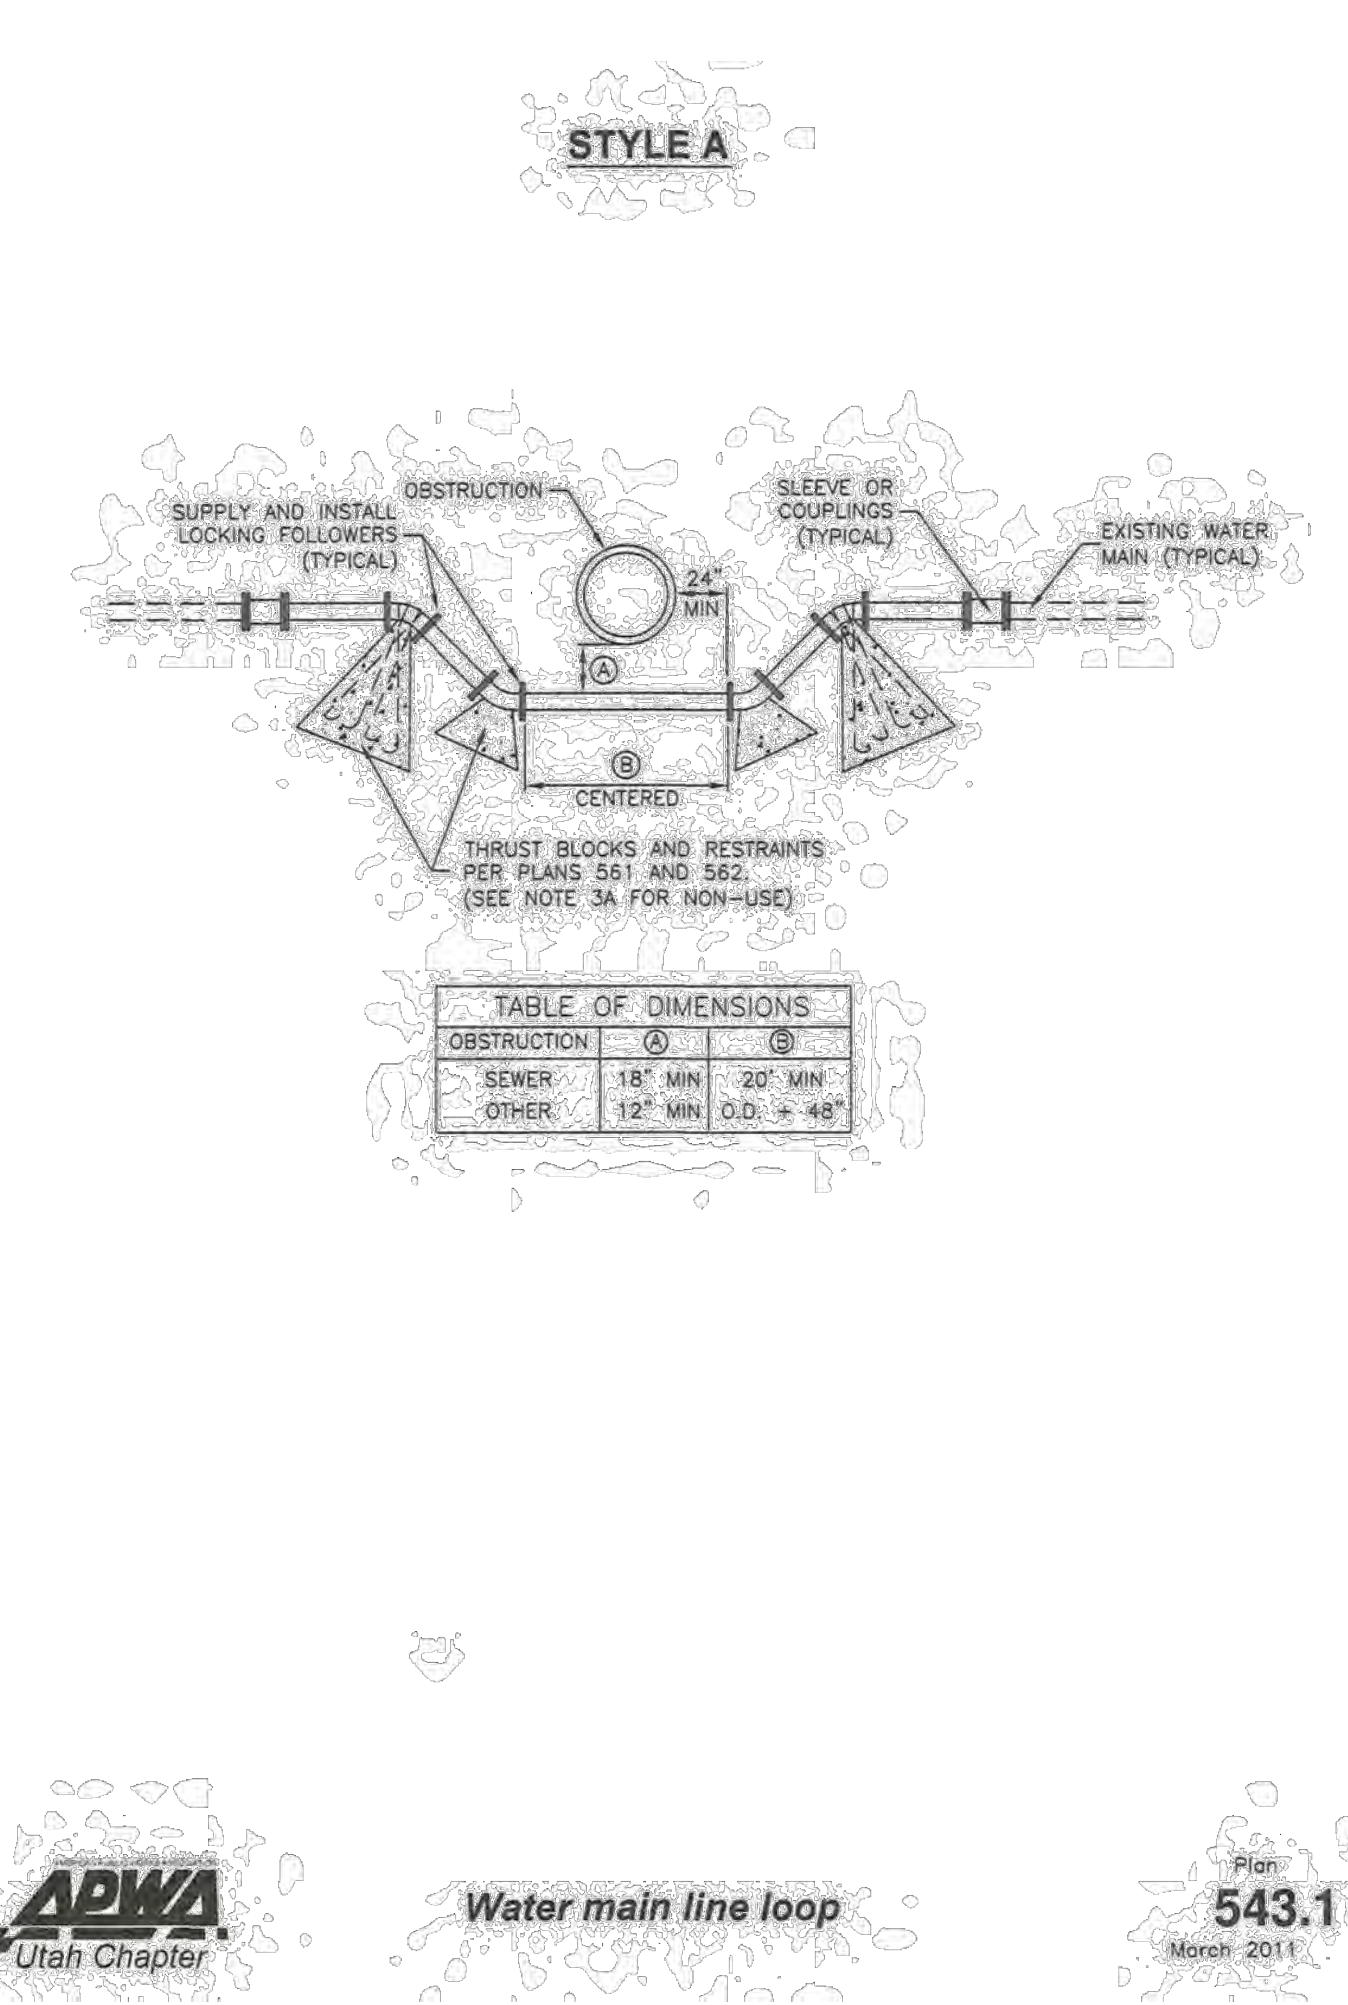 STYLE A
OBSTRUCTION
SUPPLY AND INSTALL
LOCKING FOLLOWERS
(TYPICAL)
SLEEVE OR
COUPLINGS
(TYPICAL)
EXISTING WATER
MAIN (TYPICAL)
24"
MIN
A
B
CENTERED
THRUST BLOCKS AND RESTRAINTS
PER PLANS 561 AND 562.
(SEE NOTE 3A FOR NON-USE)
TABLE OF DIMENSIONS
OBSTRUCTION A B
SEWER 18" MIN 20' MIN
OTHER 12" MIN O.D. + 48"
APWA
Utah Chapter
Water main line loop
Plan
543.1
March 2011